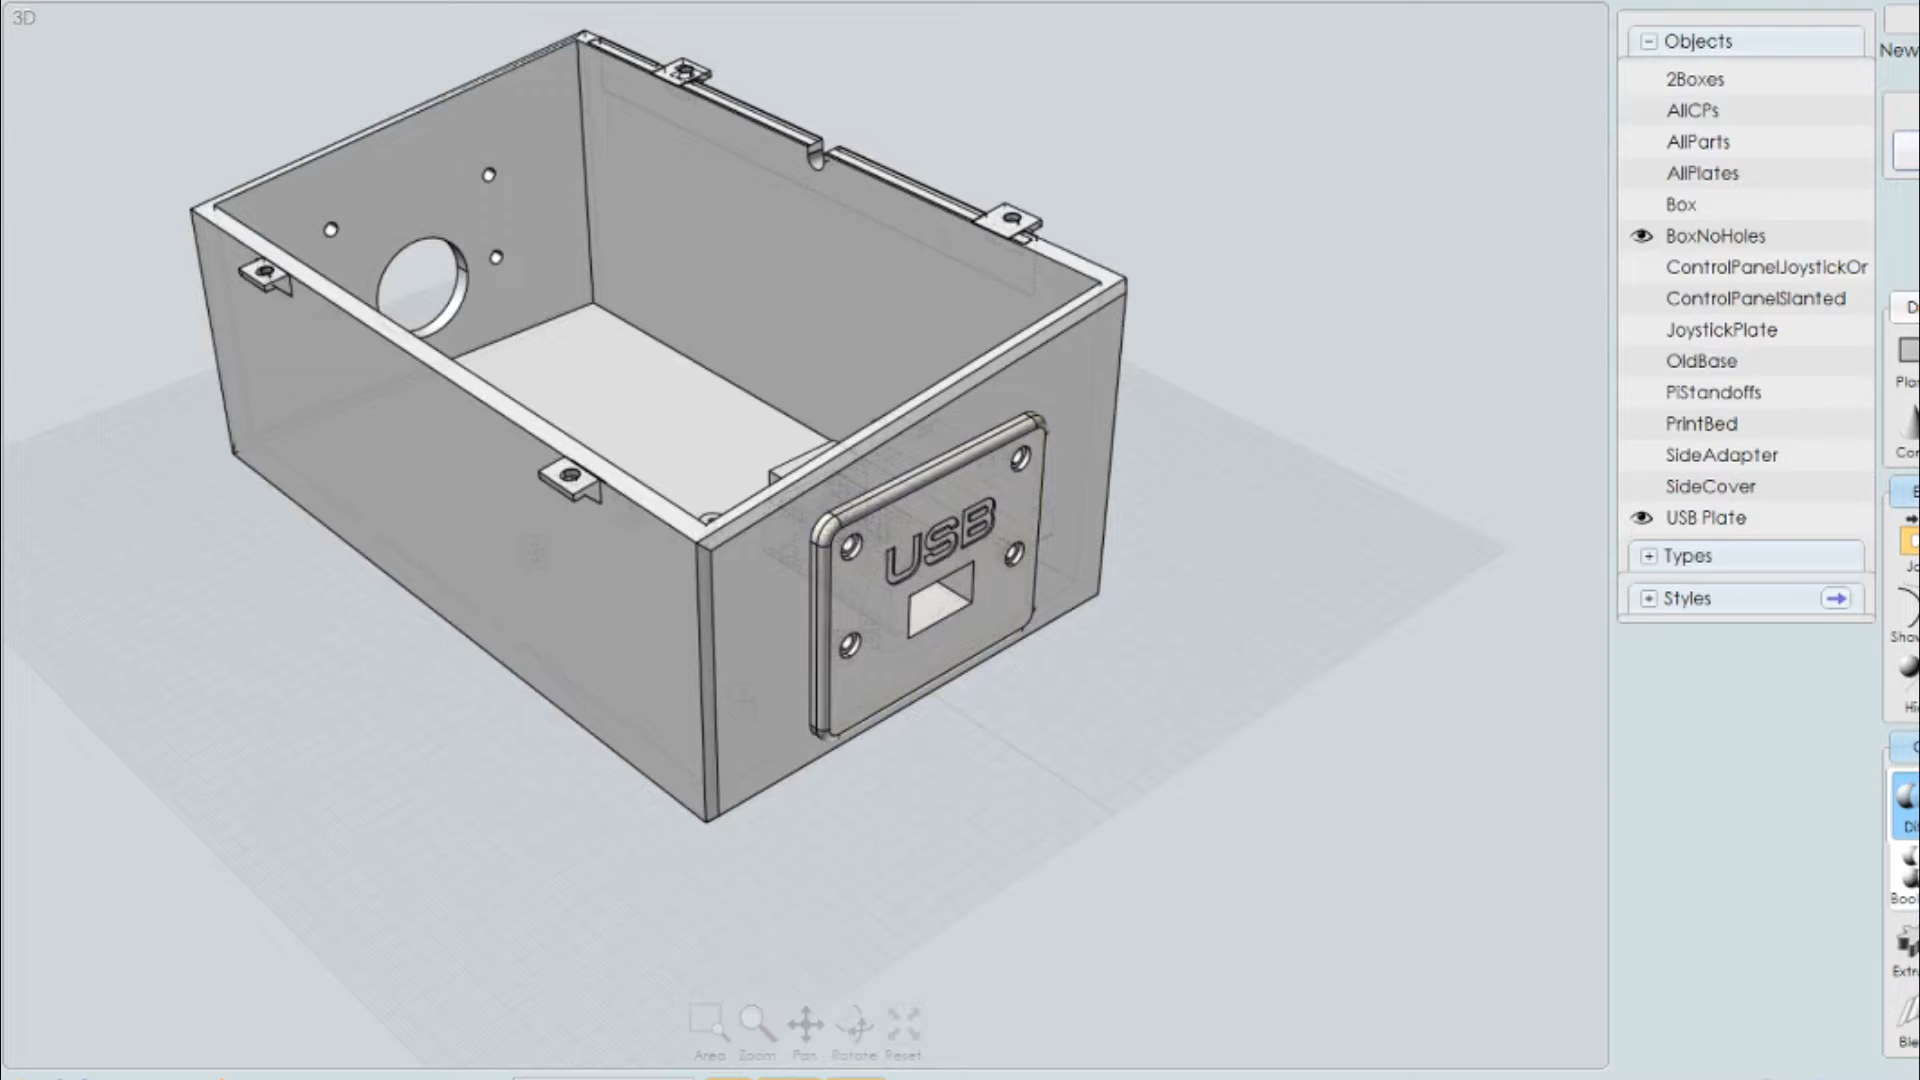 3D
Objects
2Boxes
AllCPs
AllParts
AllPlates
Box
BoxNoHoles
ControlPanelJoystickOr
ControlPanelSlanted
JoystickPlate
OldBase
PiStandoffs
PrintBed
SideAdapter
SideCover
USB Plate
Types
Styles
USB
Area Zoom Pan Rotate Reset
New